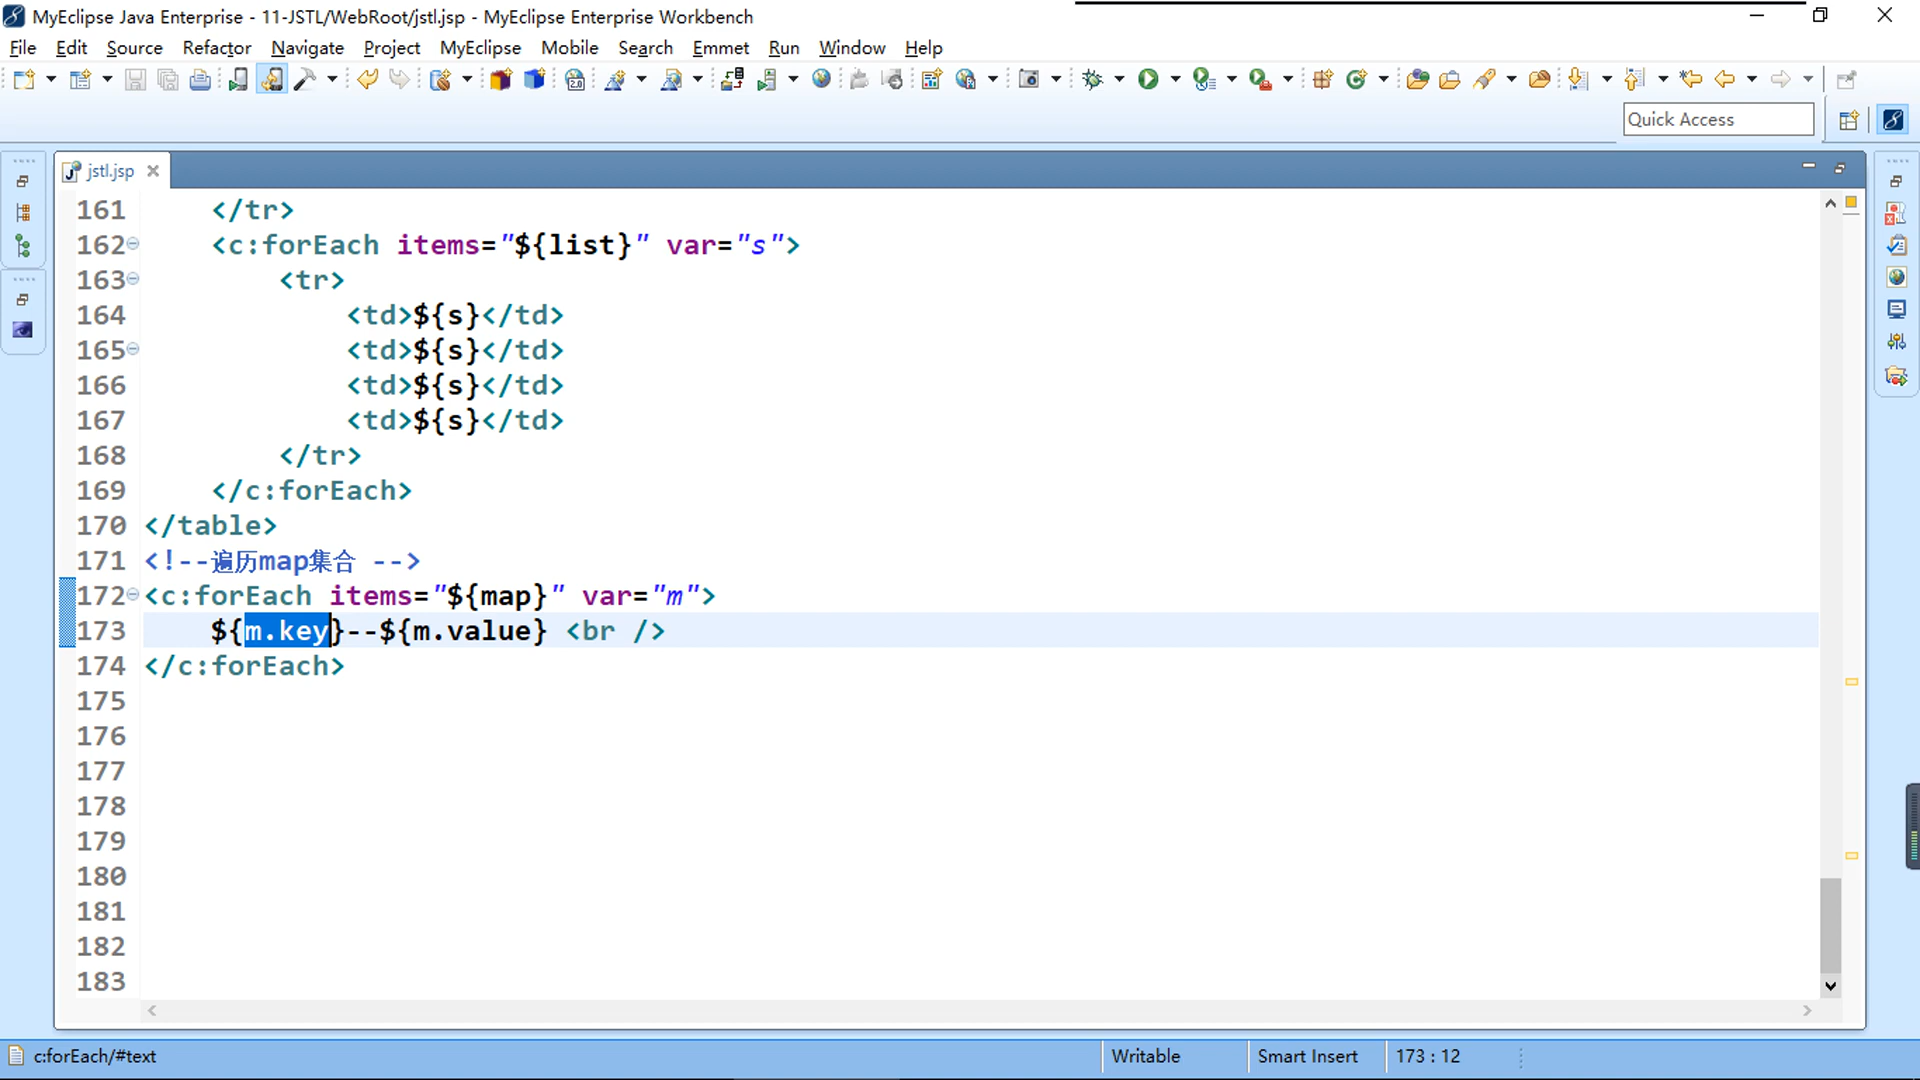 MyEclipse Java Enterprise - 11-JSTL/WebRoot/jstl.jsp - MyEclipse Enterprise Workbench
File Edit Source Refactor Navigate Project MyEclipse Mobile Search Emmet Run Window Help
Quick Access
jstl.jsp
161 </tr>
162 <c:forEach items="${list}" var="s">
163 <tr>
164 <td>${s}</td>
165 <td>${s}</td>
166 <td>${s}</td>
167 <td>${s}</td>
168 </tr>
169 </c:forEach>
170 </table>
171 <!--遍历map集合 -->
172 <c:forEach items="${map}" var="m">
173 ${m.key}--${m.value} <br />
174 </c:forEach>
175
176
177
178
179
180
181
182
183
c:forEach/#text Writable Smart Insert 173 : 12